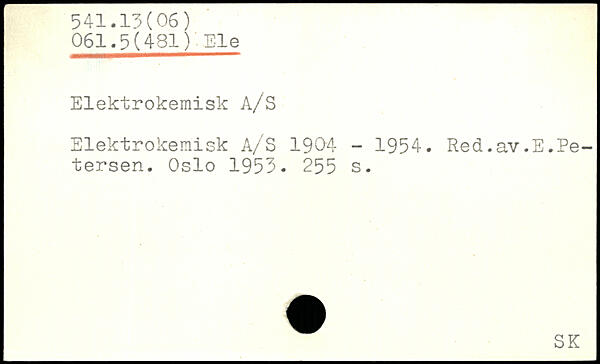 541.13(06)
061.5(481) Ele
Elektrokemisk A/S
Elektrokemisk A/S 1904 - 1954. Red.av.E.Pe-
tersen. Oslo 1953. 255 s.
SK